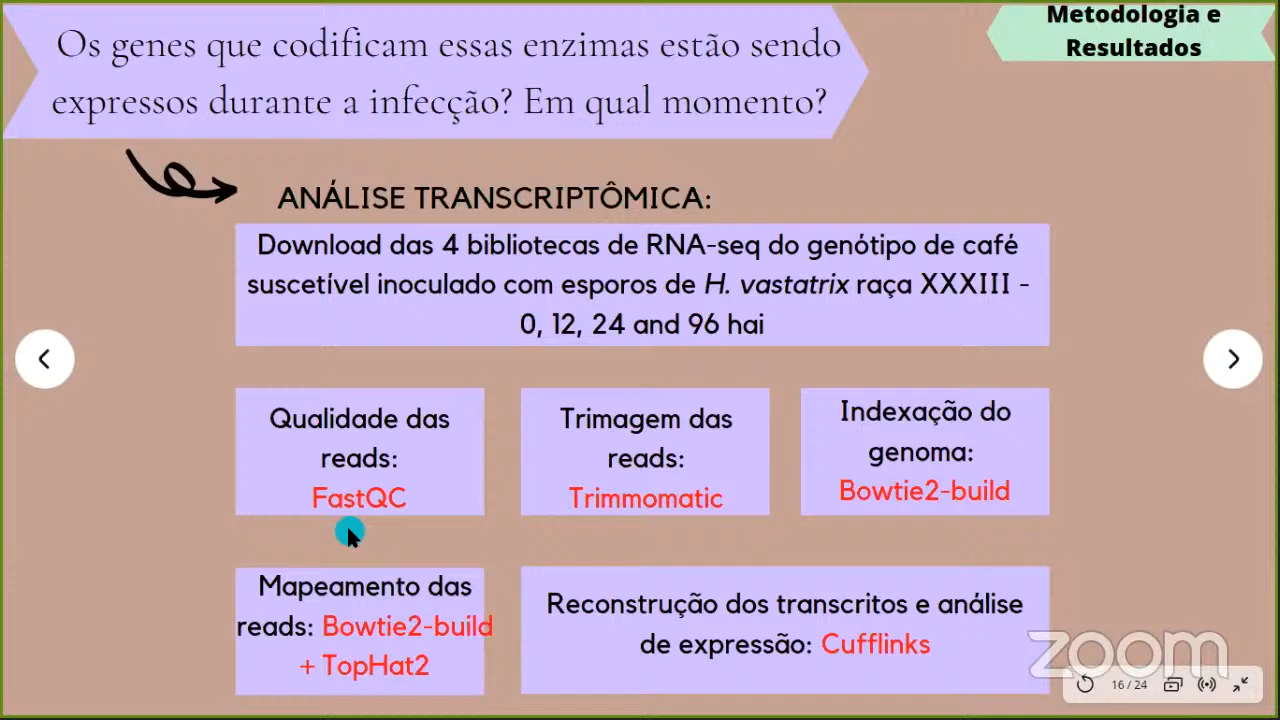 Metodologia e
Resultados
Os genes que codificam essas enzimas estão sendo
expressos durante a infecção? Em qual momento?
ANÁLISE TRANSCRIPTÔMICA:
Download das 4 bibliotecas de RNA-seq do genótipo de café
suscetível inoculado com esporos de H. vastatrix raça XXXIII -
0, 12, 24 and 96 hai
Qualidade das
reads:
FastQC
Trimagem das
reads:
Trimmomatic
Indexação do
genoma:
Bowtie2-build
Mapeamento das
reads: Bowtie2-build
+ TopHat2
Reconstrução dos transcritos e análise
de expressão: Cufflinks
zoom
16 / 24